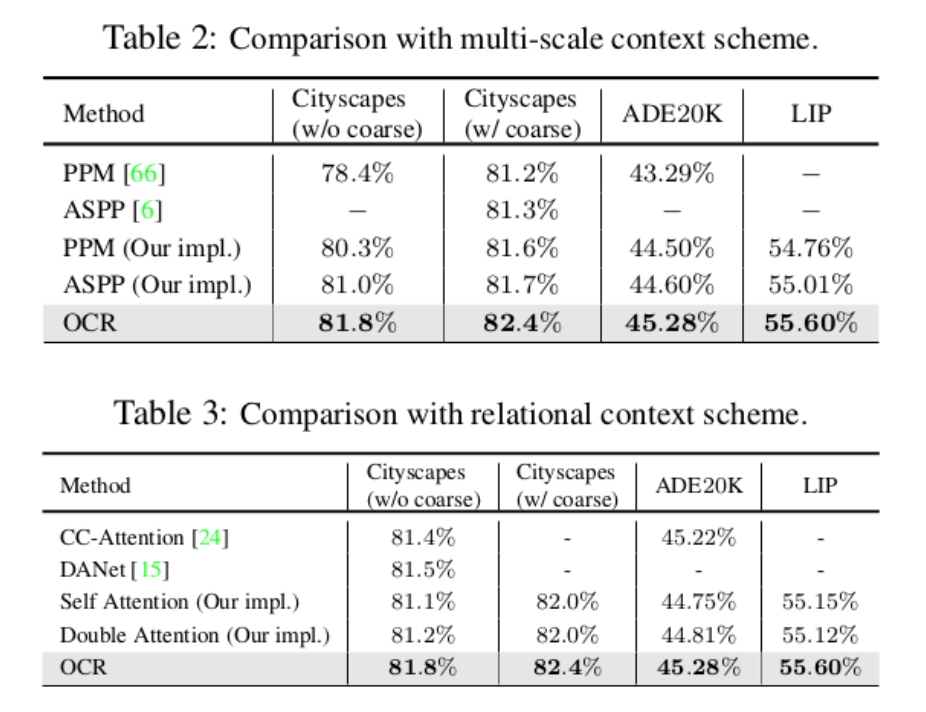 Table 2: Comparison with multi-scale context scheme.
Method Cityscapes (w/o coarse) Cityscapes (w/ coarse) ADE20K LIP
PPM [66] 78.4% 81.2% 43.29% –
ASPP [6] – 81.3% – –
PPM (Our impl.) 80.3% 81.6% 44.50% 54.76%
ASPP (Our impl.) 81.0% 81.7% 44.60% 55.01%
OCR 81.8% 82.4% 45.28% 55.60%
Table 3: Comparison with relational context scheme.
Method Cityscapes (w/o coarse) Cityscapes (w/ coarse) ADE20K LIP
CC-Attention [24] 81.4% - 45.22% -
DANet [15] 81.5% - - -
Self Attention (Our impl.) 81.1% 82.0% 44.75% 55.15%
Double Attention (Our impl.) 81.2% 82.0% 44.81% 55.12%
OCR 81.8% 82.4% 45.28% 55.60%